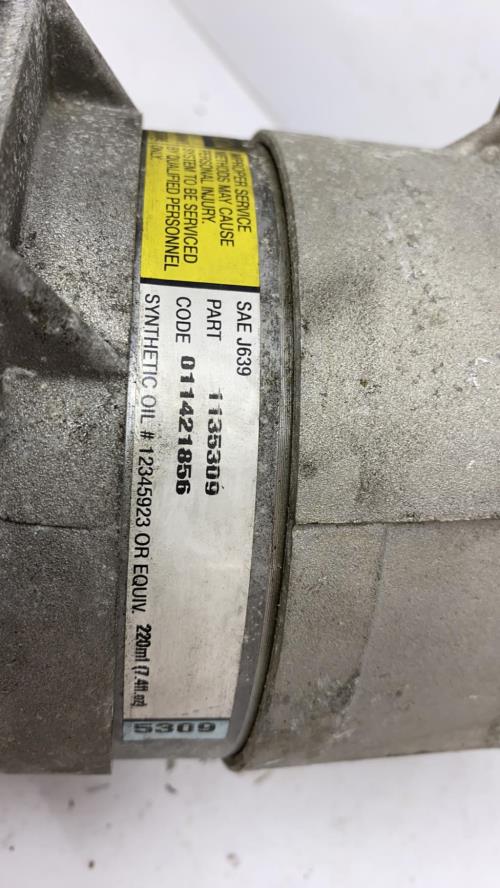 IMPROPER SERVICE
METHODS MAY CAUSE
PERSONAL INJURY.
SYSTEM TO BE SERVICED
BY QUALIFIED PERSONNEL
ONLY.
SAE J639
PART 1135309
CODE 011421856
SYNTHETIC OIL # 12345923 OR EQUIV. 220ml (7.4fl.oz)
5309